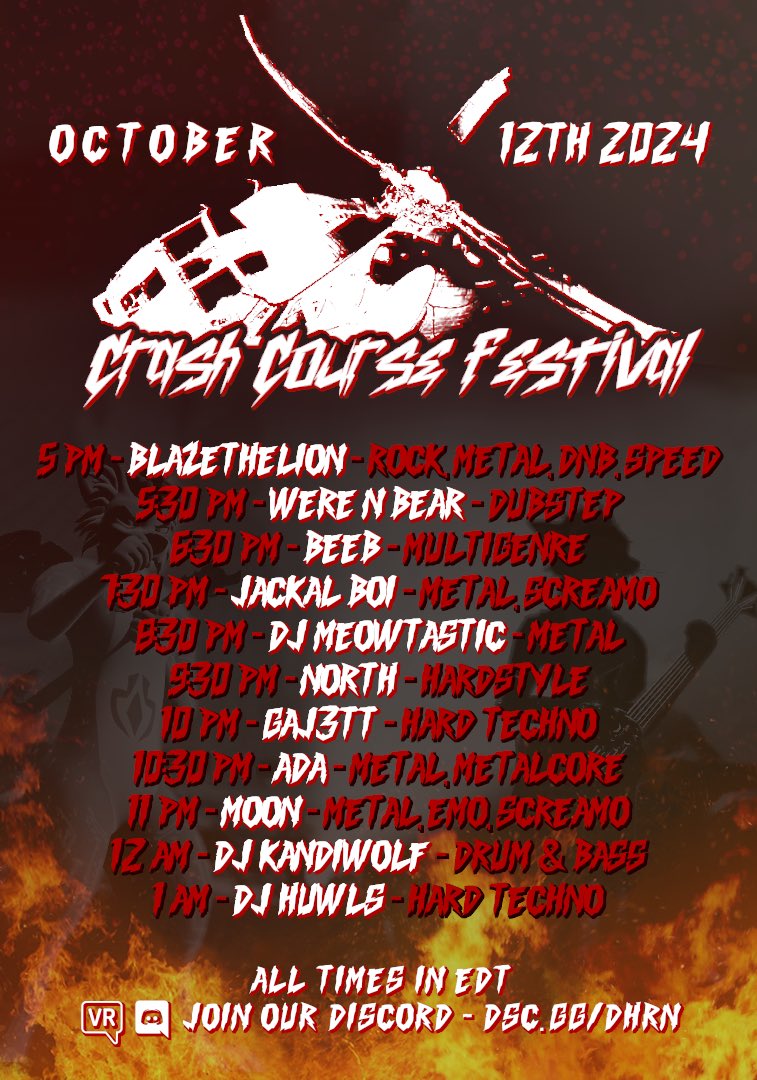 OCTOBER 12TH 2024
Crash Course Festival
5 PM - BLAZETHELION - ROCK, METAL, DNB, SPEED
530 PM - WERE N BEAR - DUBSTEP
630 PM - BEEB - MULTIGENRE
730 PM - JACKAL BOI - METAL, SCREAMO
830 PM - DJ MEOWTASTIC - METAL
930 PM - NORTH - HARDSTYLE
10 PM - GAJ3TT - HARD TECHNO
1030 PM - ADA - METAL, METALCORE
11 PM - MOON - METAL, EMO, SCREAMO
12 AM - DJ KANDIWOLF - DRUM & BASS
1 AM - DJ HUWLS - HARD TECHNO
ALL TIMES IN EDT
VR JOIN OUR DISCORD - DSC.GG/DHRN